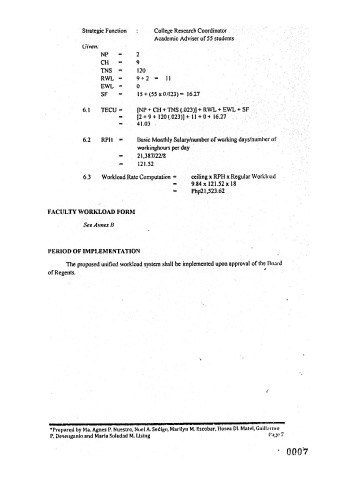 Strategic Function : College Research Coordinator
Academic Adviser of 55 students
Given:
NP = 2
CH = 9
TNS = 120
RWL = 9 + 2 = 11
EWL = 0
SF = 15 + (55 x 0.023) = 16.27
6.1 TECU = [NP + CH + TNS (.023)] + RWL + EWL + SF
= [2 + 9 + 120 (.023)] + 11 + 0 + 16.27
= 41.03
6.2 RPH = Basic Monthly Salary/number of working days/number of
workinghours per day
= 21,387/22/8
= 121.52
6.3 Workload Rate Computation = ceiling x RPH x Regular Workload
= 9.84 x 121.52 x 18
= Php21,523.62
FACULTY WORKLOAD FORM
See Annex B
PERIOD OF IMPLEMENTATION
The proposed unified workload system shall be implemented upon approval of the Board
of Regents.
*Prepared by Ma. Agnes P. Nuestro, Noel A. Sedigo, Marilyn M. Escobar, Rowen DI. Matel, Guillermo
P. Desenganio and Maria Soledad M. Lising Page 7
0007